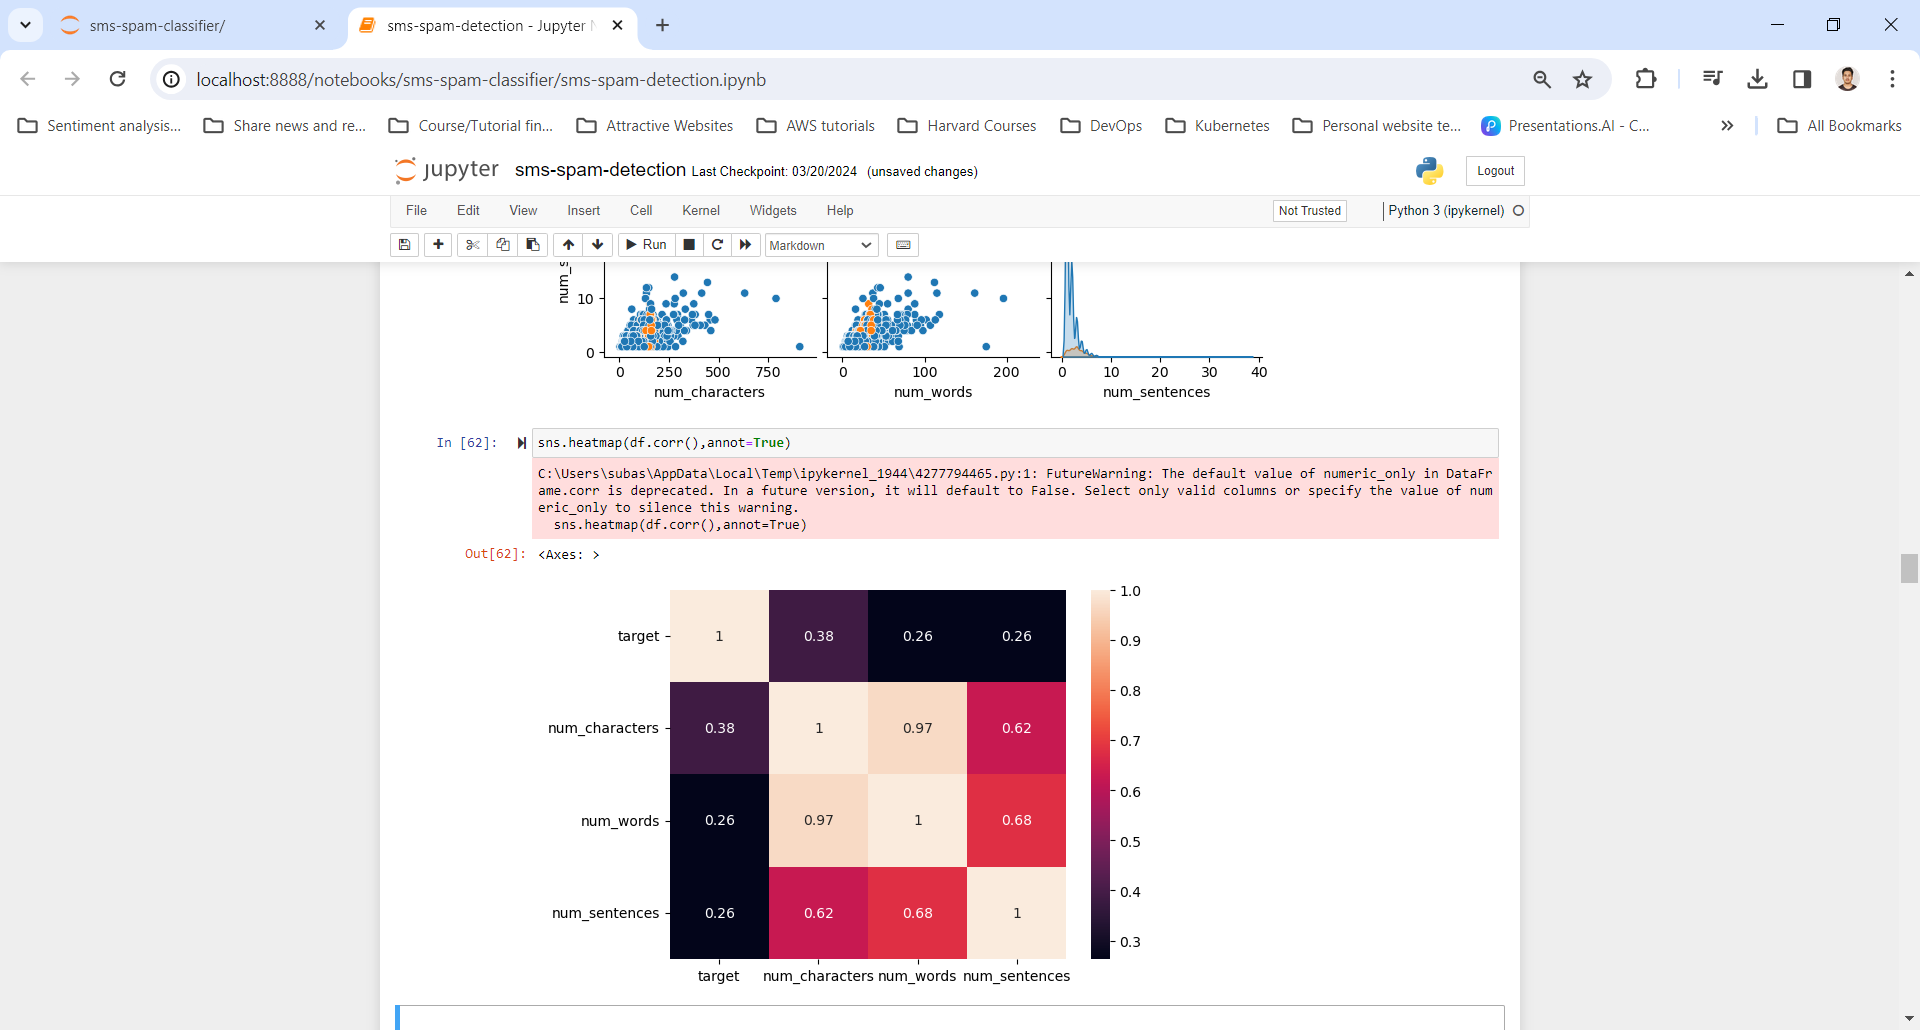 sms-spam-classifier/
sms-spam-detection - Jupyter N
localhost:8888/notebooks/sms-spam-classifier/sms-spam-detection.ipynb
Sentiment analysis... Share news and re... Course/Tutorial fin... Attractive Websites AWS tutorials Harvard Courses DevOps Kubernetes Personal website te... Presentations.AI - C... All Bookmarks
jupyter sms-spam-detection Last Checkpoint: 03/20/2024 (unsaved changes) Logout
File Edit View Insert Cell Kernel Widgets Help Not Trusted Python 3 (ipykernel)
Run Markdown
num_s
10
0
0 250 500 750 0 100 200 0 10 20 30 40
num_characters num_words num_sentences
In [62]: sns.heatmap(df.corr(),annot=True)
C:\Users\subas\AppData\Local\Temp\ipykernel_1944\4277794465.py:1: FutureWarning: The default value of numeric_only in DataFr
ame.corr is deprecated. In a future version, it will default to False. Select only valid columns or specify the value of num
eric_only to silence this warning.
sns.heatmap(df.corr(),annot=True)
Out[62]: <Axes: >
target 1 0.38 0.26 0.26
num_characters 0.38 1 0.97 0.62
num_words 0.26 0.97 1 0.68
num_sentences 0.26 0.62 0.68 1
target num_characters num_words num_sentences
1.0
0.9
0.8
0.7
0.6
0.5
0.4
0.3